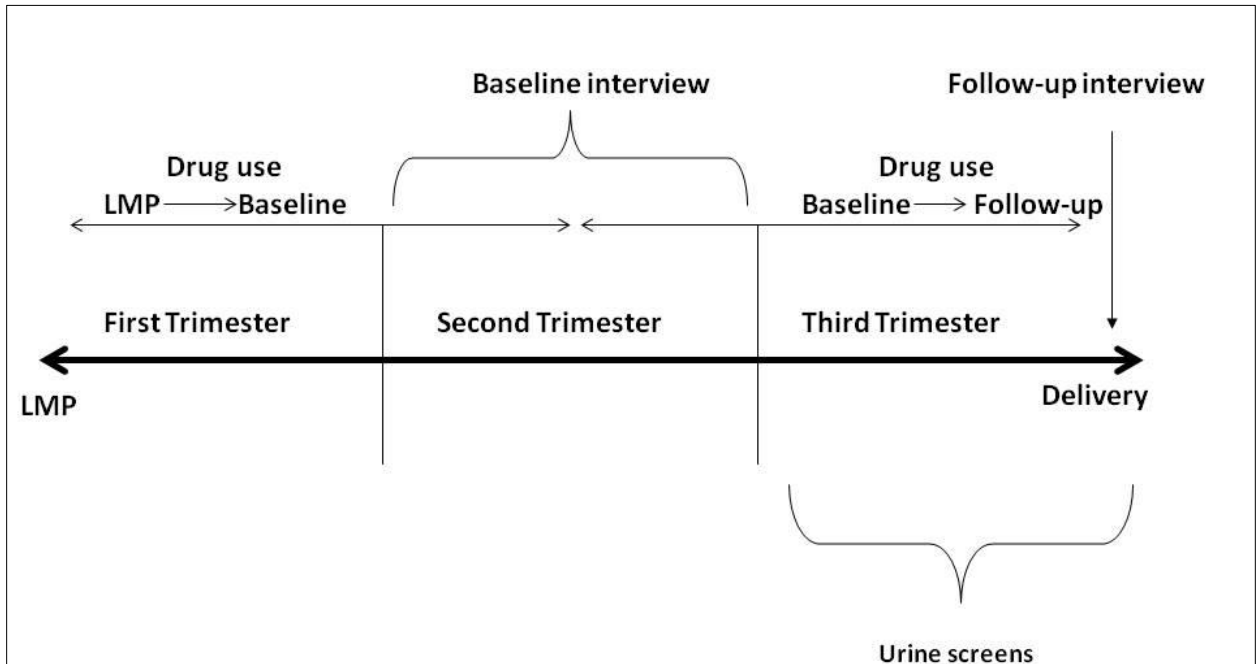 Baseline interview
Follow-up interview
Drug use
LMP → Baseline
Drug use
Baseline → Follow-up
First Trimester
Second Trimester
Third Trimester
LMP
Delivery
Urine screens